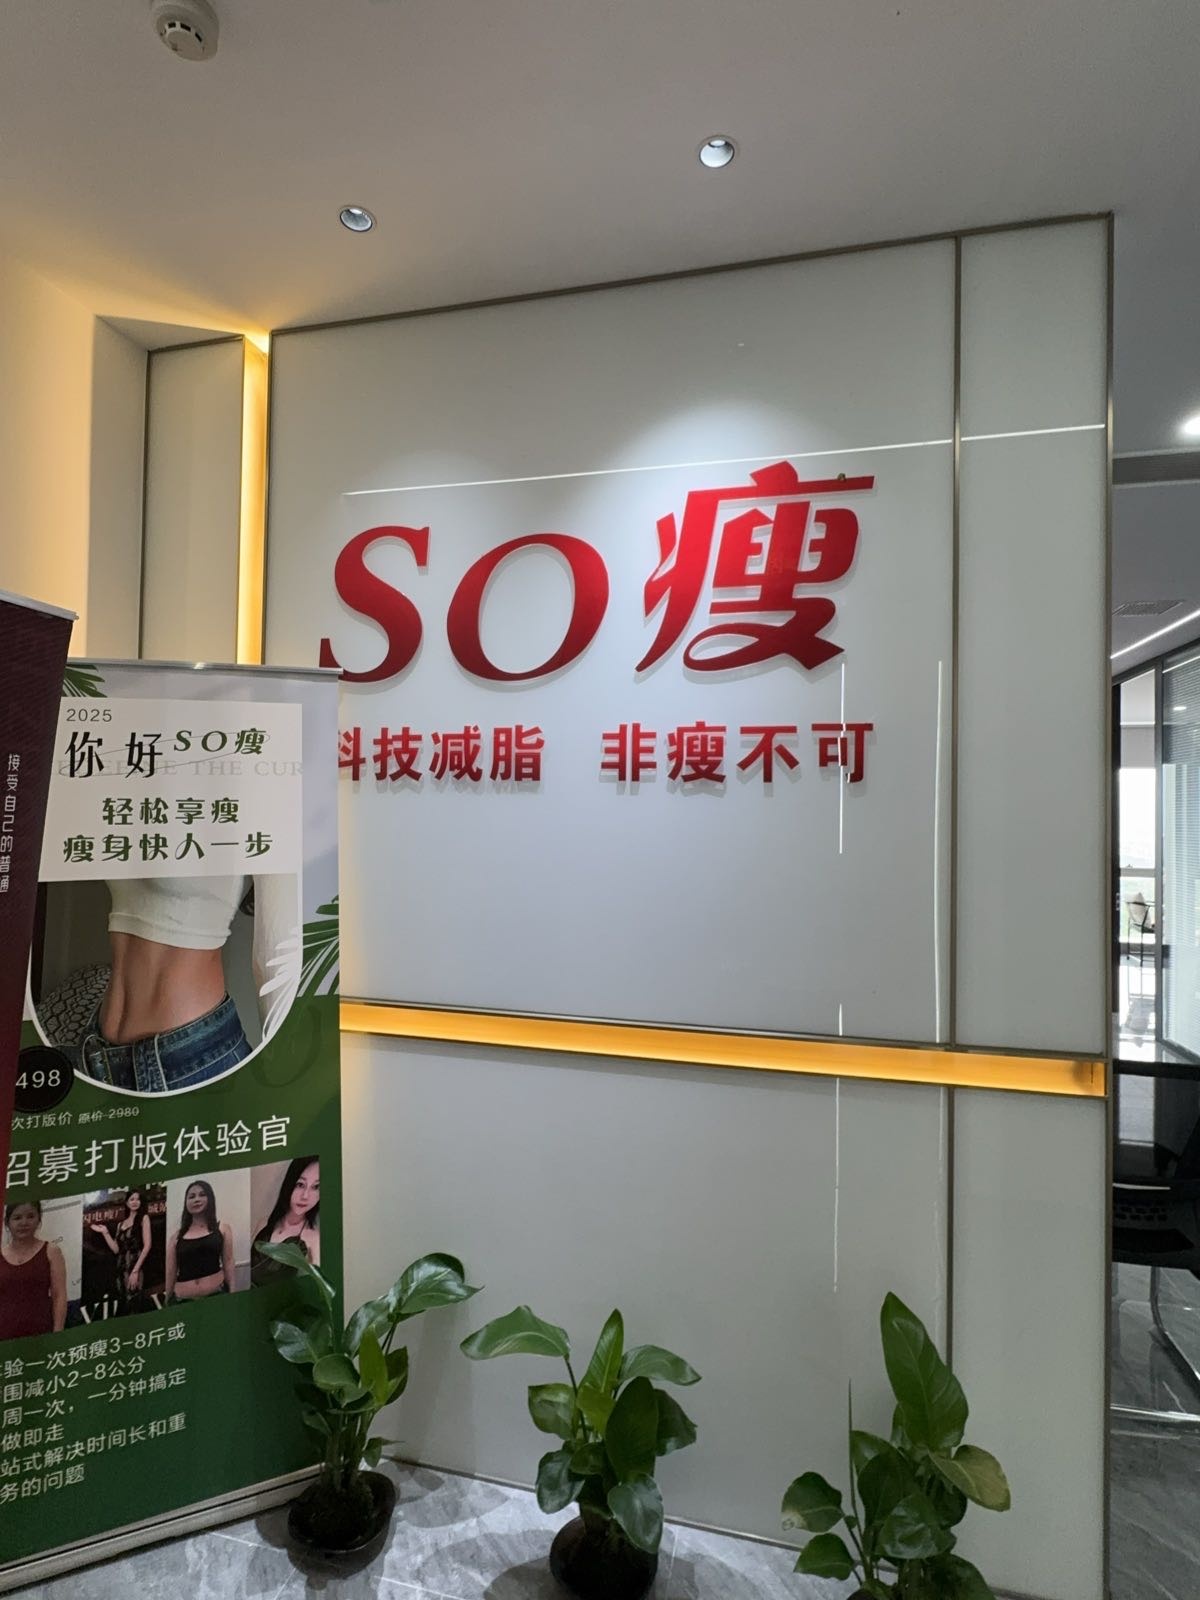 SO瘦
科技减脂 非瘦不可
接受自己的普通
2025
你好SO瘦
THE CUR
轻松享瘦
瘦身快人一步
498
次打版价 原价 2980
招募打版体验官
验一次预瘦3-8斤或
围减小2-8公分
周一次，一分钟搞定
做即走
站式解决时间长和重
务的问题